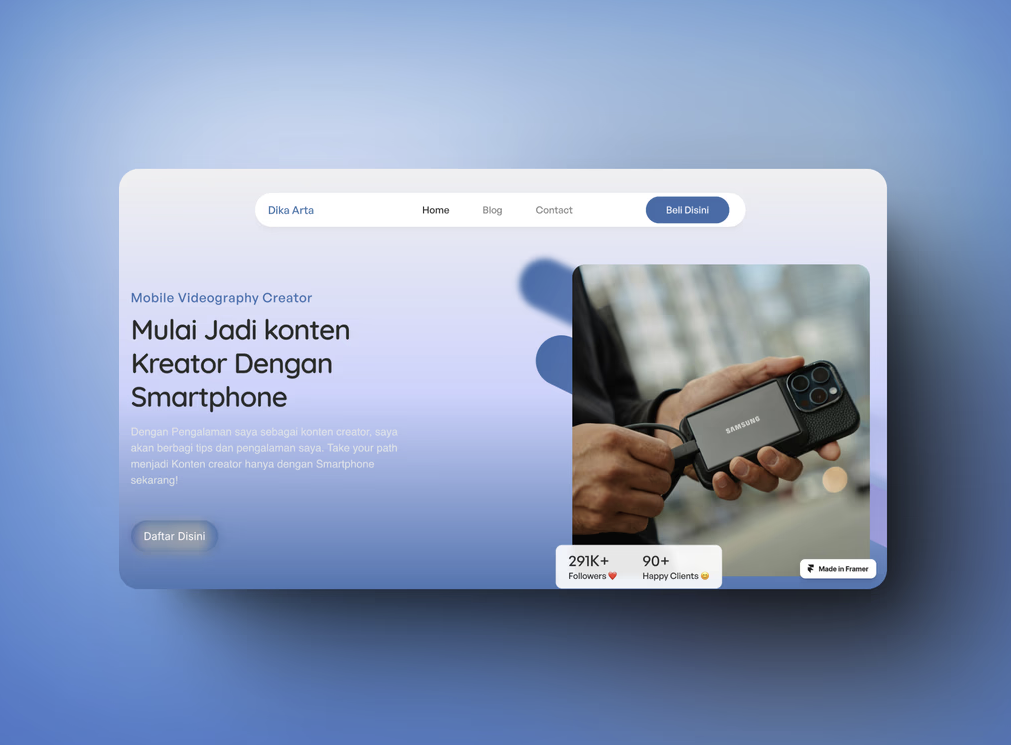 Dika Arta
Home
Blog
Contact
Beli Disini
Mobile Videography Creator
Mulai Jadi konten
Kreator Dengan
Smartphone
Dengan Pengalaman saya sebagai konten creator, saya
akan berbagi tips dan pengalaman saya. Take your path
menjadi Konten creator hanya dengan Smartphone
sekarang!
Daftar Disini
SAMSUNG
291K+
Followers ❤️
90+
Happy Clients 😊
Made in Framer